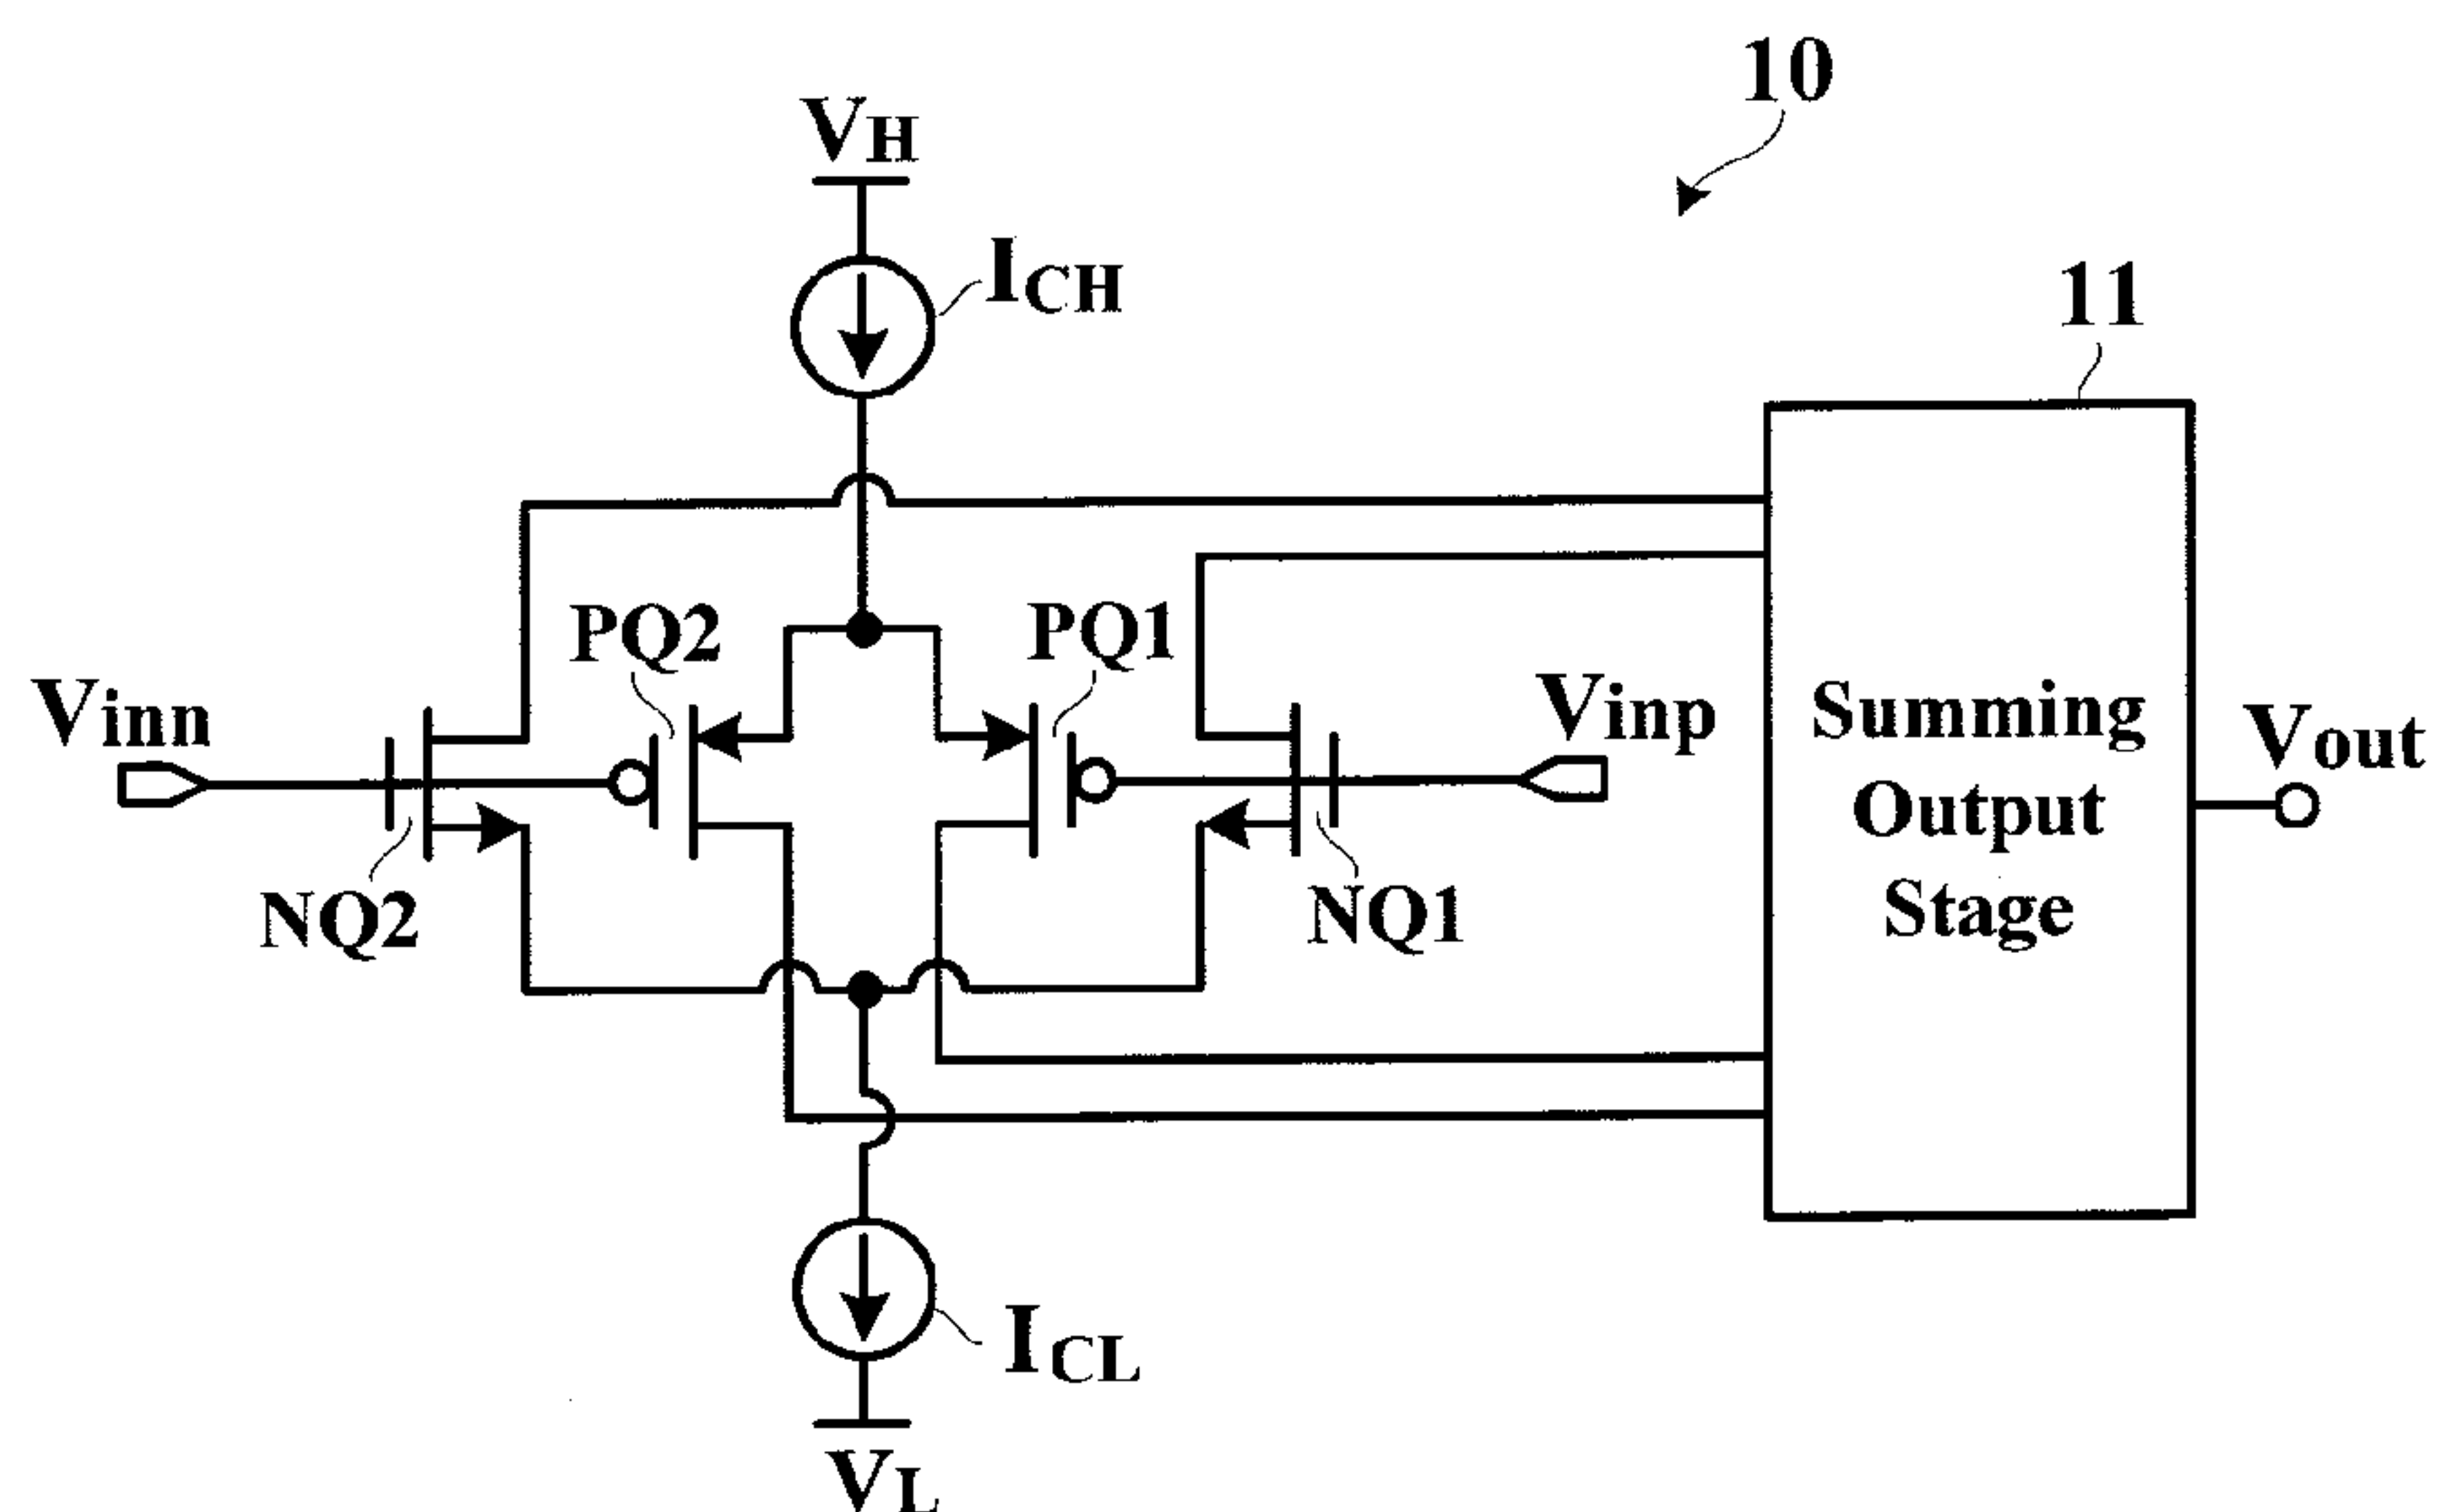 10
VH
ICH
11
PQ2
PQ1
Vinn
Vinp
Summing
Output
Stage
Vout
NQ2
NQ1
ICL
VL